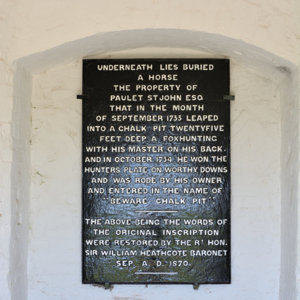 UNDERNEATH LIES BURIED
A HORSE
THE PROPERTY OF
PAULET ST JOHN ESQ
THAT IN THE MONTH
OF SEPTEMBER 1733 LEAPED
INTO A CHALK PIT TWENTYFIVE
FEET DEEP A FOXHUNTING
WITH HIS MASTER ON HIS BACK
AND IN OCTOBER 1734 HE WON THE
HUNTERS PLATE ON WORTHY DOWNS
AND WAS RODE BY HIS OWNER
AND ENTERED IN THE NAME OF
"BEWARE CHALK PIT"
THE ABOVE BEING THE WORDS OF
THE ORIGINAL INSCRIPTION
WERE RESTORED BY THE RT HON.
SIR WILLIAM HEATHCOTE BARONET
SEP. A.D. 1870.